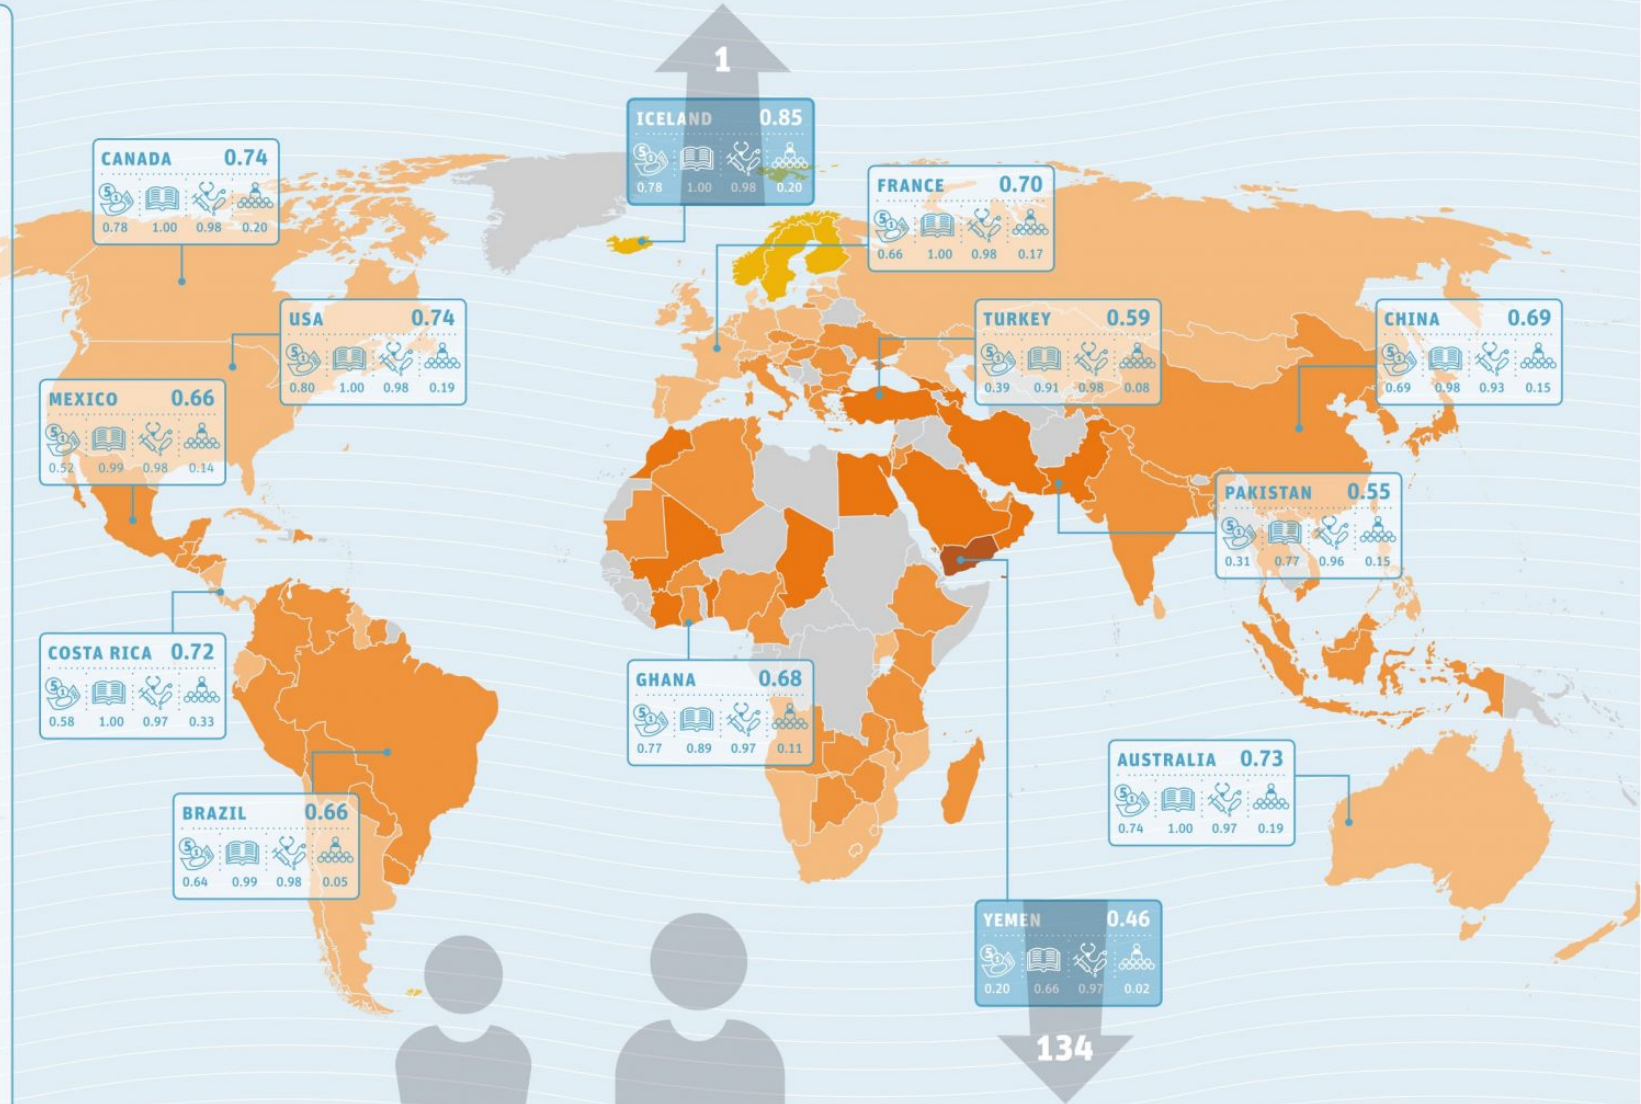 1
ICELAND 0.85
0.78 1.00 0.98 0.20
CANADA 0.74
0.78 1.00 0.98 0.20
FRANCE 0.70
0.66 1.00 0.98 0.17
USA 0.74
0.80 1.00 0.98 0.19
TURKEY 0.59
0.39 0.91 0.98 0.08
CHINA 0.69
0.69 0.98 0.93 0.15
MEXICO 0.66
0.52 0.99 0.98 0.14
PAKISTAN 0.55
0.31 0.77 0.96 0.15
COSTA RICA 0.72
0.58 1.00 0.97 0.33
GHANA 0.68
0.77 0.89 0.97 0.11
AUSTRALIA 0.73
0.74 1.00 0.97 0.19
BRAZIL 0.66
0.64 0.99 0.98 0.05
YEMEN 0.46
0.20 0.66 0.97 0.02
134